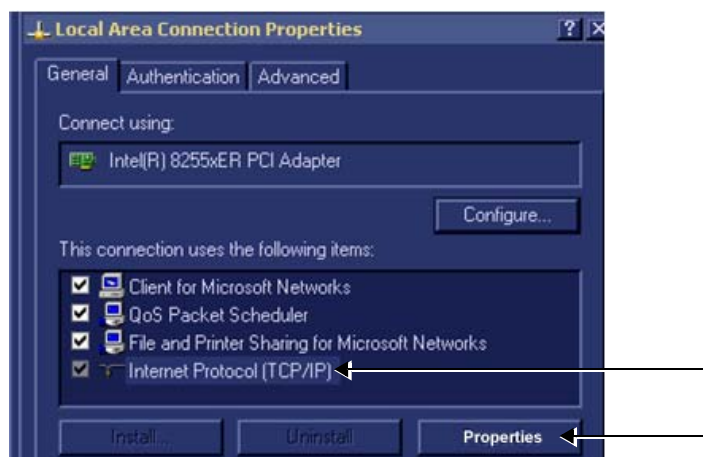 Local Area Connection Properties
? X
General Authentication Advanced
Connect using:
Intel(R) 8255xER PCI Adapter
Configure...
This connection uses the following items:
Client for Microsoft Networks
QoS Packet Scheduler
File and Printer Sharing for Microsoft Networks
Internet Protocol (TCP/IP)
Install... Uninstall Properties